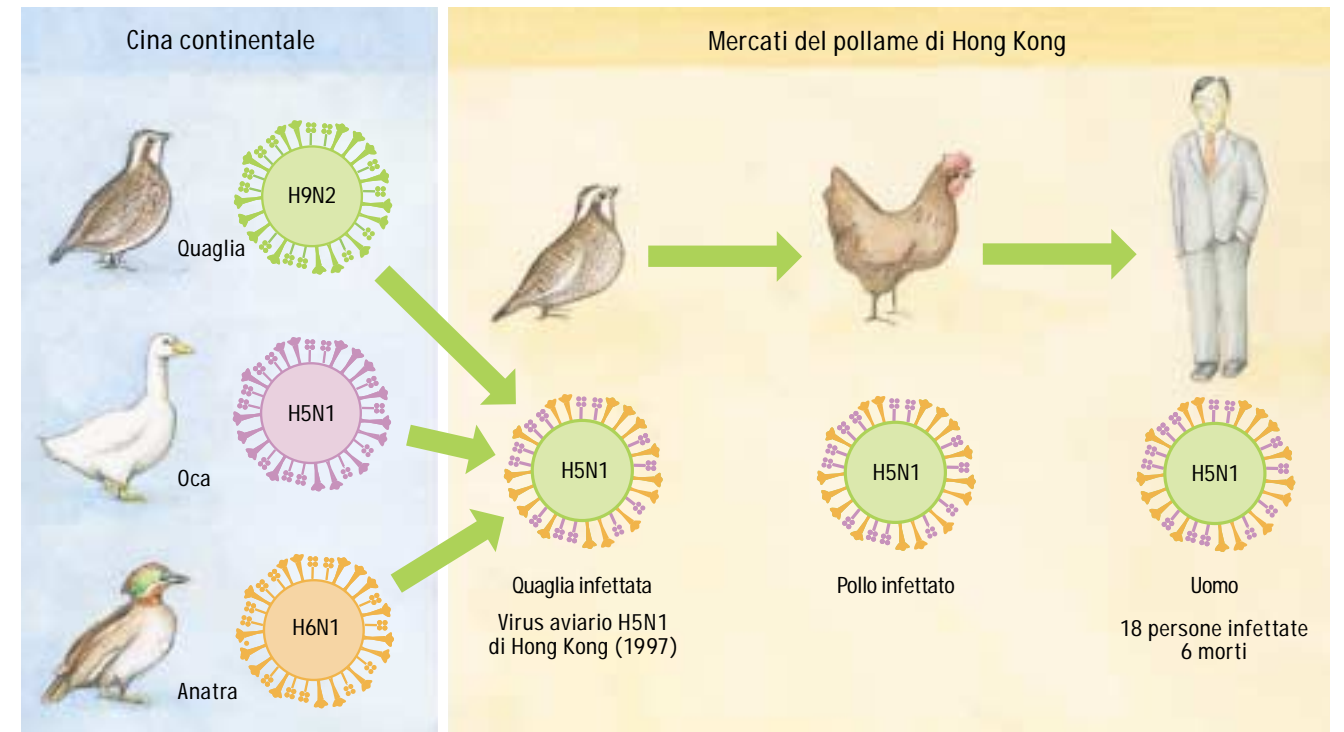 Cina continentale
Mercati del pollame di Hong Kong
H9N2
Quaglia
H5N1
Oca
H6N1
Anatra
H5N1
H5N1
H5N1
Quaglia infettata
Virus aviario H5N1
di Hong Kong (1997)
Pollo infettato
Uomo
18 persone infettate
6 morti